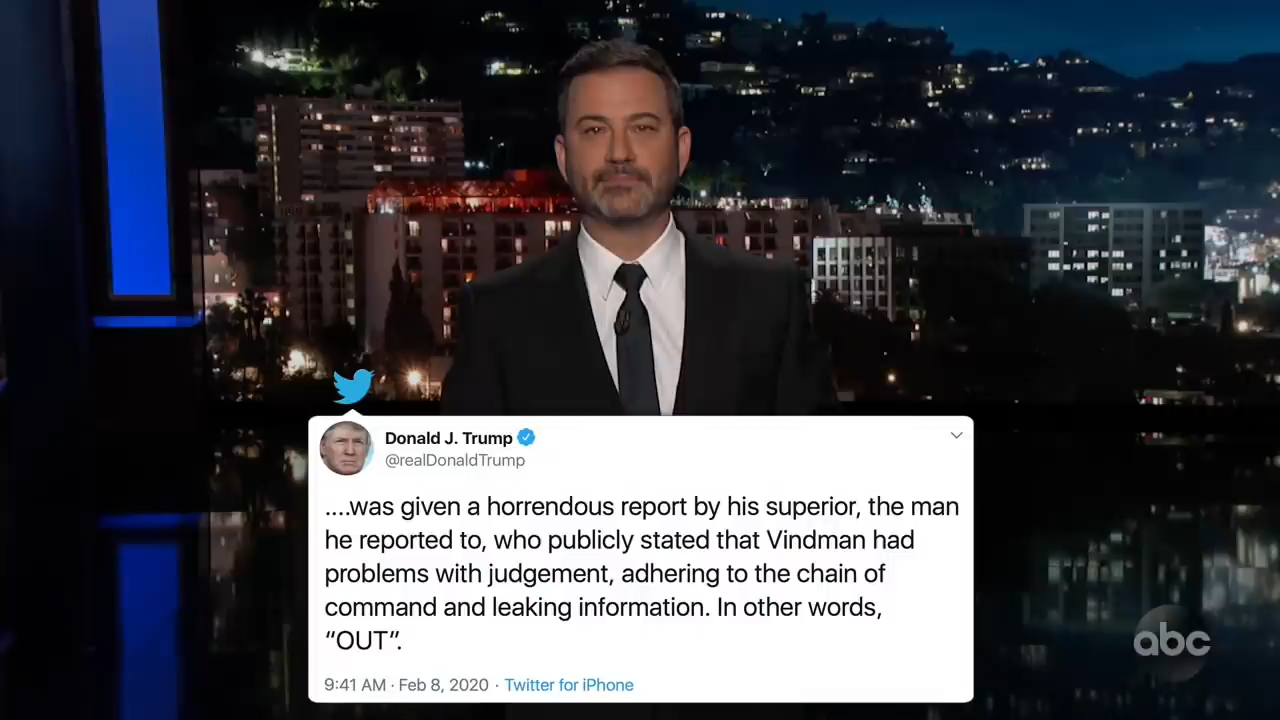 Donald J. Trump
@realDonaldTrump
....was given a horrendous report by his superior, the man
he reported to, who publicly stated that Vindman had
problems with judgement, adhering to the chain of
command and leaking information. In other words,
“OUT”.
9:41 AM · Feb 8, 2020 · Twitter for iPhone
abc